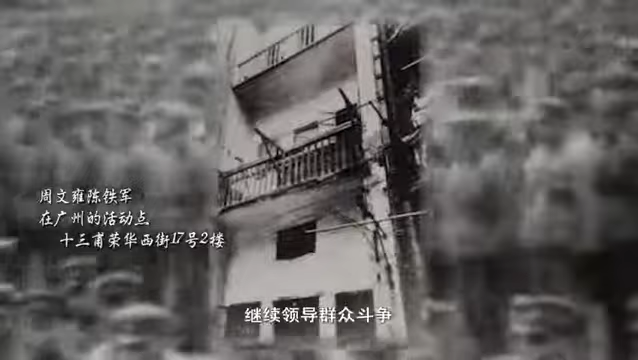 周文雍陈铁军
在广州的活动点
十三甫荣华西街17号2楼
继续领导群众斗争